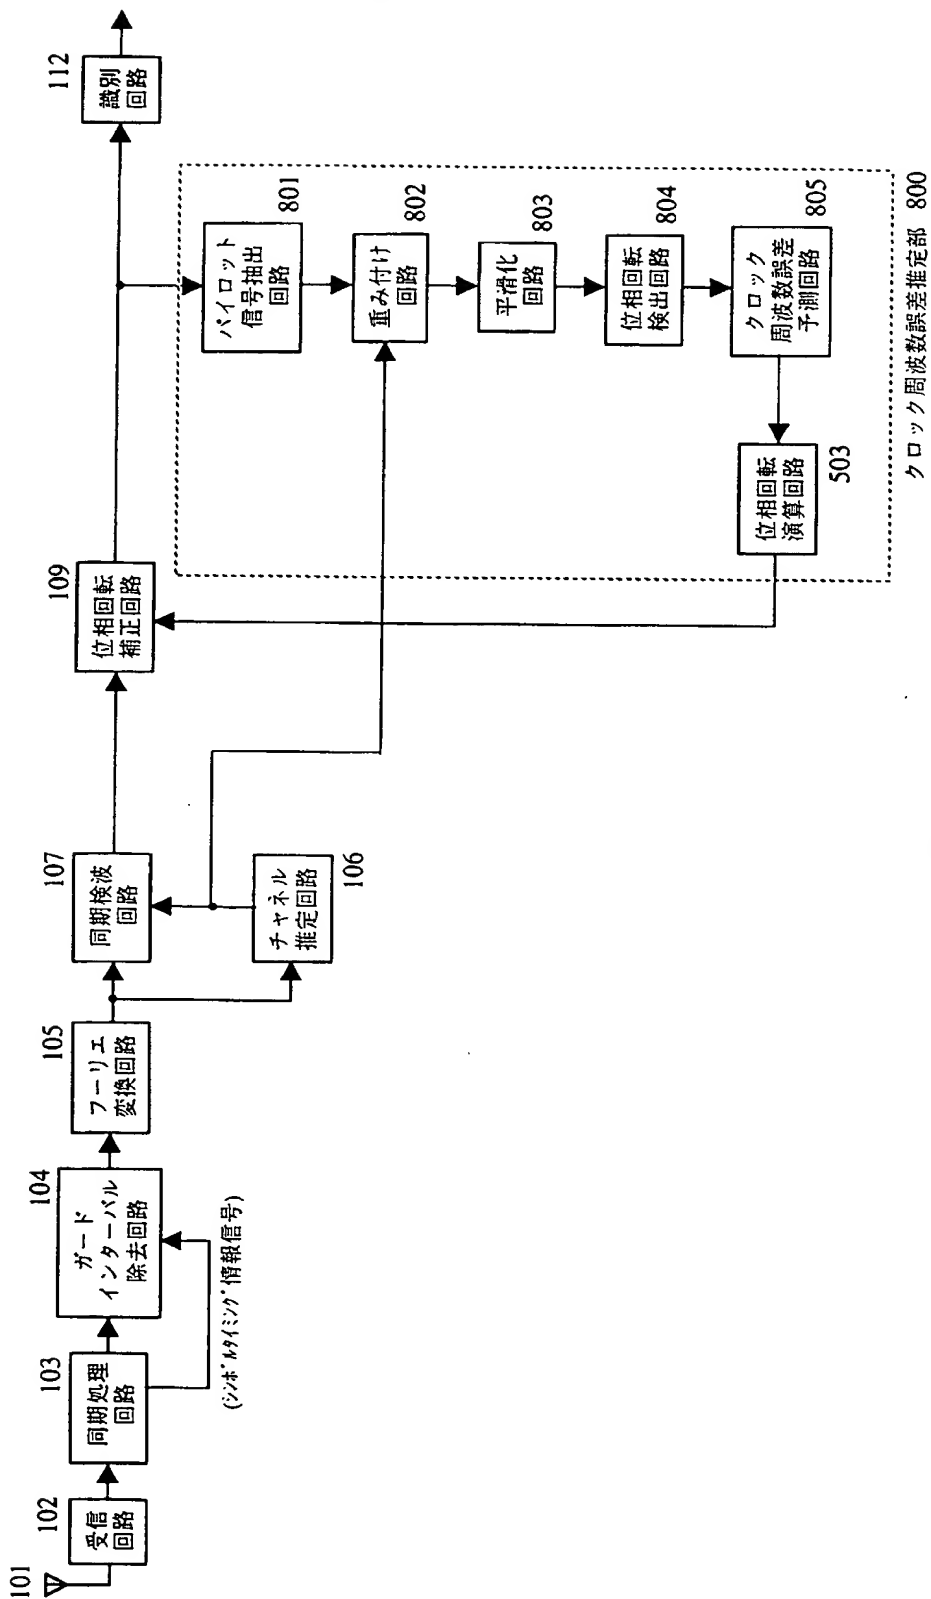 101
102
受信
回路
103
同期処理
回路
(シンボルタイミング情報信号)
104
ガード
インターバル
除去回路
105
フーリエ
変換回路
106
チャネル
推定回路
107
同期検波
回路
109
位相回転
補正回路
112
識別
回路
801
パイロット
信号抽出
回路
802
重み付け
回路
803
平滑化
回路
804
位相回転
検出回路
805
クロック
周波数誤差
予測回路
503
位相回転
演算回路
クロック周波数誤差推定部 800